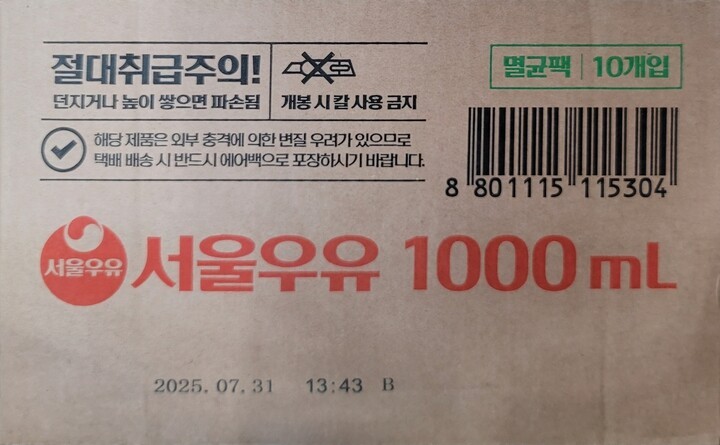 절대취급주의!
던지거나 높이 쌓으면 파손됨
개봉 시 칼 사용 금지
해당 제품은 외부 충격에 의한 변질 우려가 있으므로
택배 배송 시 반드시 에어백으로 포장하시기 바랍니다.
멸균팩 | 10개입
8 801115 115304
서울우유
서울우유 1000 mL
2025.07.31 13:43 B